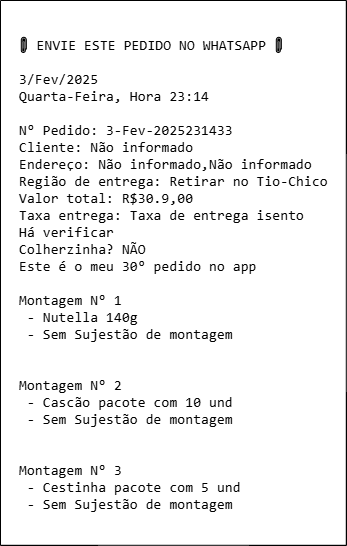 ENVIE ESTE PEDIDO NO WHATSAPP
3/Fev/2025
Quarta-Feira, Hora 23:14
Nº Pedido: 3-Fev-2025231433
Cliente: Não informado
Endereço: Não informado,Não informado
Região de entrega: Retirar no Tio-Chico
Valor total: R$30.9,00
Taxa entrega: Taxa de entrega isento
Há verificar
Colherzinha? NÃO
Este é o meu 30º pedido no app
Montagem Nº 1
- Nutella 140g
- Sem Sujestão de montagem
Montagem Nº 2
- Cascão pacote com 10 und
- Sem Sujestão de montagem
Montagem Nº 3
- Cestinha pacote com 5 und
- Sem Sujestão de montagem